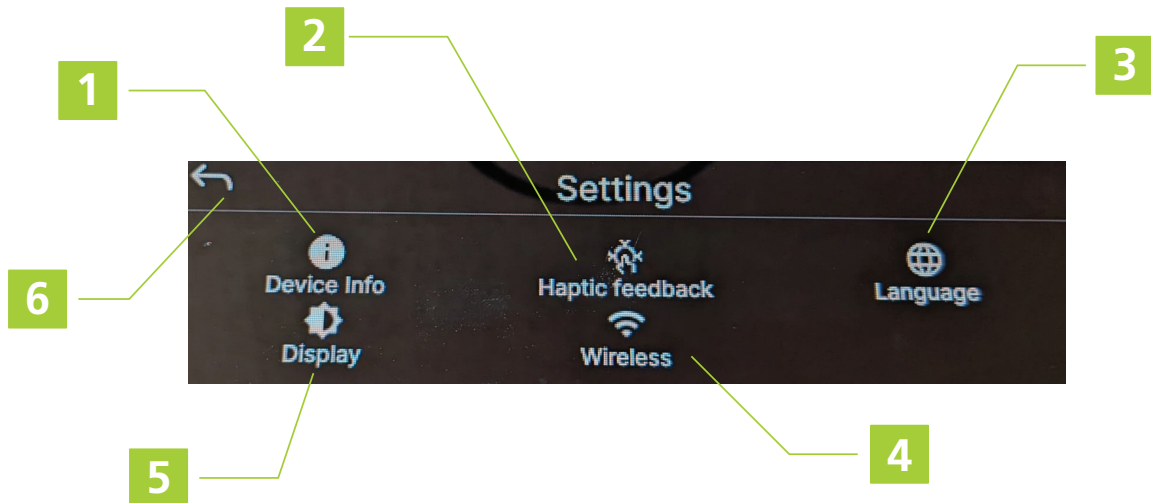 2
3
1
Settings
Device Info
Haptic feedback
Language
6
Display
Wireless
4
5